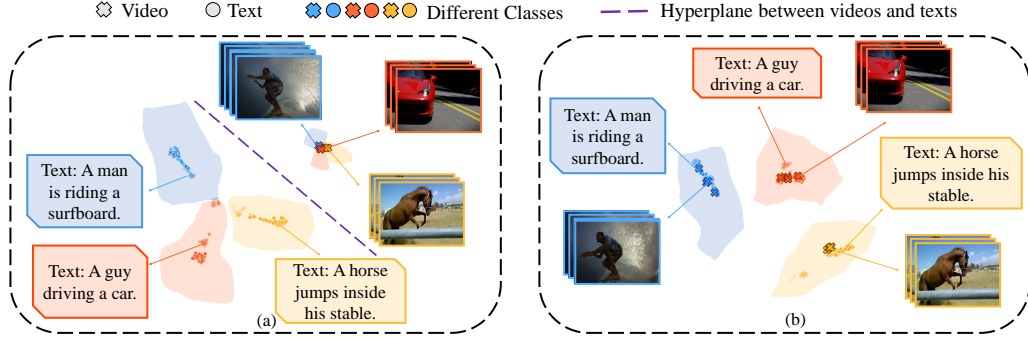 Video Text Different Classes Hyperplane between videos and texts
Text: A man
is riding a
surfboard.
Text: A guy
driving a car.
Text: A horse
jumps inside
his stable.
(a)
Text: A guy
driving a car.
Text: A man
is riding a
surfboard.
Text: A horse
jumps inside his
stable.
(b)